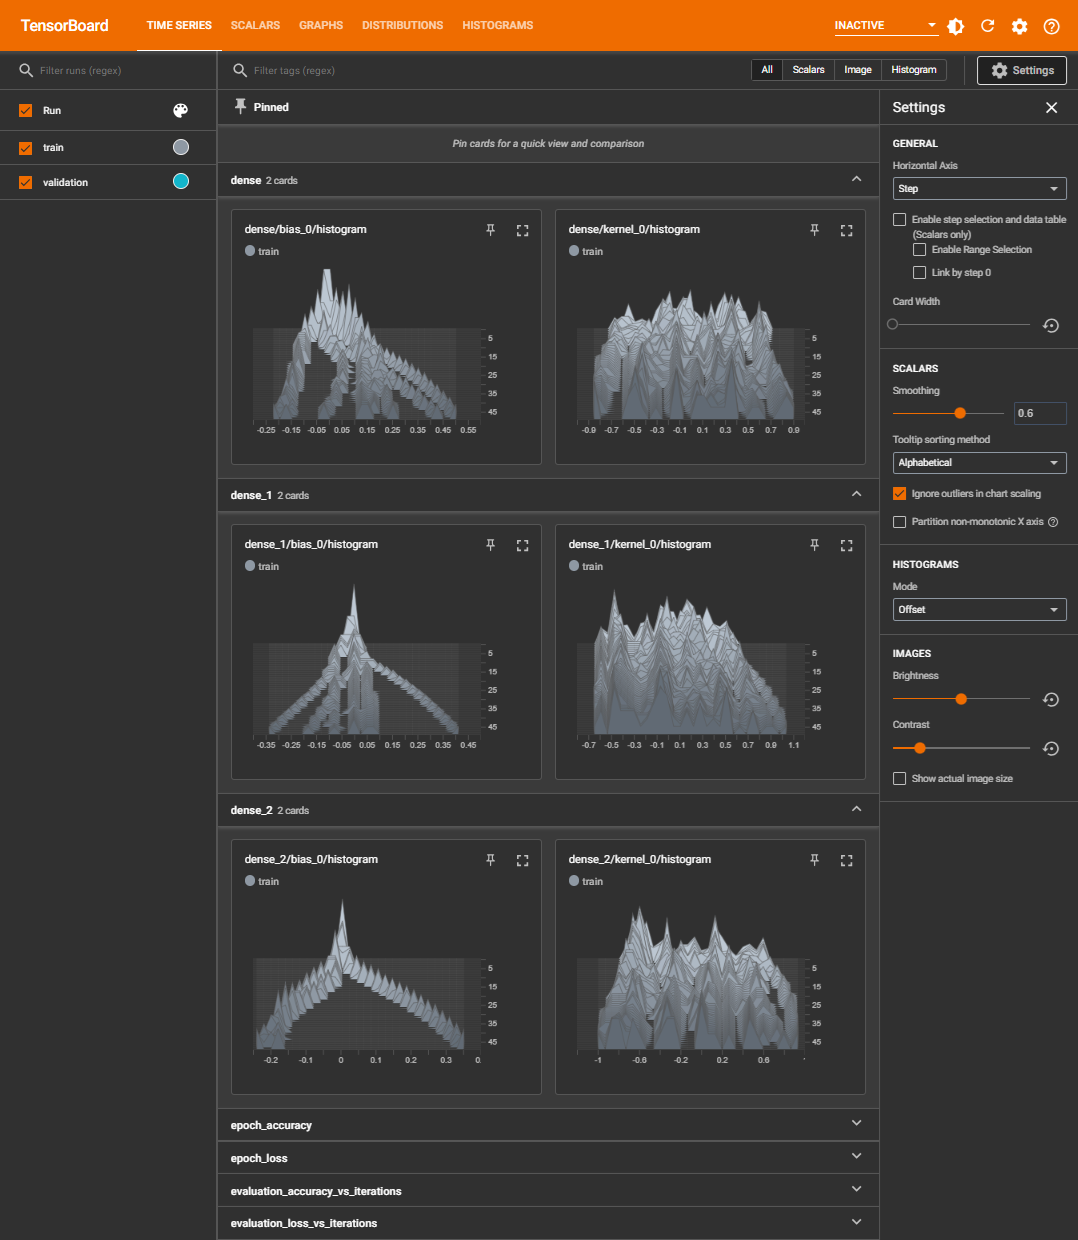 TensorBoard
TIME SERIES
SCALARS
GRAPHS
DISTRIBUTIONS
HISTOGRAMS
INACTIVE
Filter runs (regex)
Run
train
validation
Filter tags (regex)
All
Scalars
Image
Histogram
Settings
Pinned
Pin cards for a quick view and comparison
dense 2 cards
dense/bias_0/histogram
train
5
15
25
35
45
-0.25 -0.15 -0.05 0.05 0.15 0.25 0.35 0.45 0.55
dense/kernel_0/histogram
train
5
15
25
35
45
-0.9 -0.7 -0.5 -0.3 -0.1 0.1 0.3 0.5 0.7 0.9
dense_1 2 cards
dense_1/bias_0/histogram
train
5
15
25
35
45
-0.35 -0.25 -0.15 -0.05 0.05 0.15 0.25 0.35 0.45
dense_1/kernel_0/histogram
train
5
15
25
35
45
-0.7 -0.5 -0.3 -0.1 0.1 0.3 0.5 0.7 0.9 1.1
dense_2 2 cards
dense_2/bias_0/histogram
train
5
15
25
35
45
-0.2 -0.1 0 0.1 0.2 0.3 0.
dense_2/kernel_0/histogram
train
5
15
25
35
45
-1 -0.6 -0.2 0.2 0.6
epoch_accuracy
epoch_loss
evaluation_accuracy_vs_iterations
evaluation_loss_vs_iterations
Settings
GENERAL
Horizontal Axis
Step
Enable step selection and data table
(Scalars only)
Enable Range Selection
Link by step 0
Card Width
SCALARS
Smoothing
0.6
Tooltip sorting method
Alphabetical
Ignore outliers in chart scaling
Partition non-monotonic X axis
HISTOGRAMS
Mode
Offset
IMAGES
Brightness
Contrast
Show actual image size